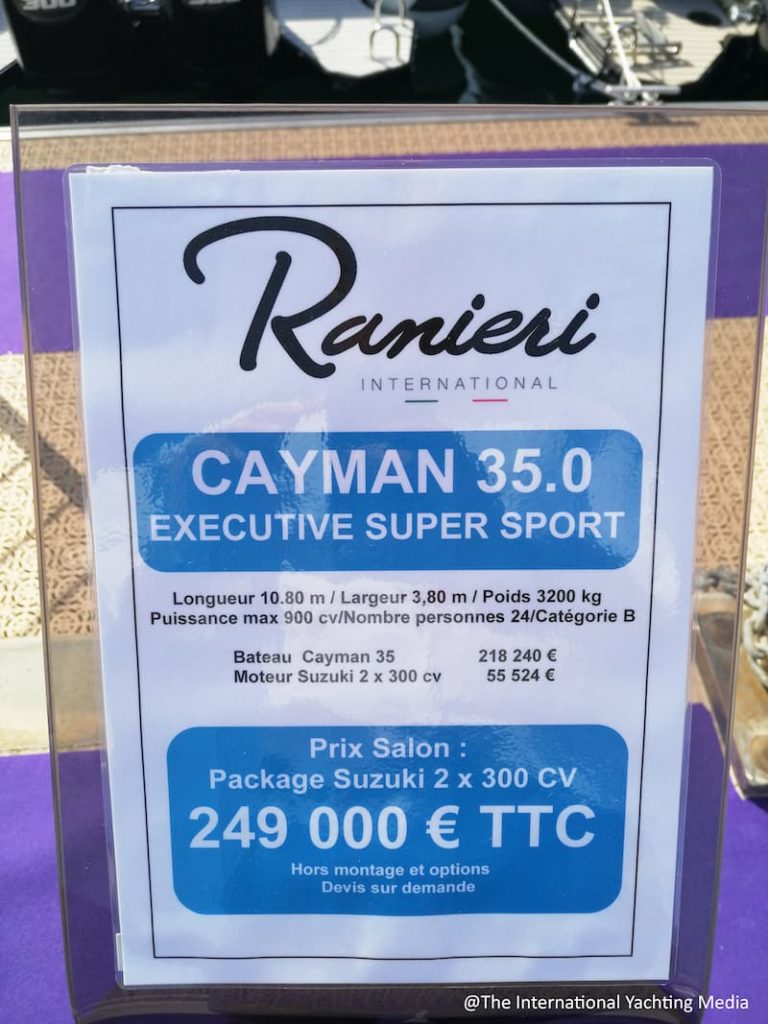 300
Ranieri
INTERNATIONAL
CAYMAN 35.0
EXECUTIVE SUPER SPORT
Longueur 10.80 m / Largeur 3,80 m / Poids 3200 kg
Puissance max 900 cv/Nombre personnes 24/Catégorie B
Bateau Cayman 35 218 240 €
Moteur Suzuki 2 x 300 cv 55 524 €
Prix Salon :
Package Suzuki 2 x 300 CV
249 000 € TTC
Hors montage et options
Devis sur demande
@The International Yachting Media